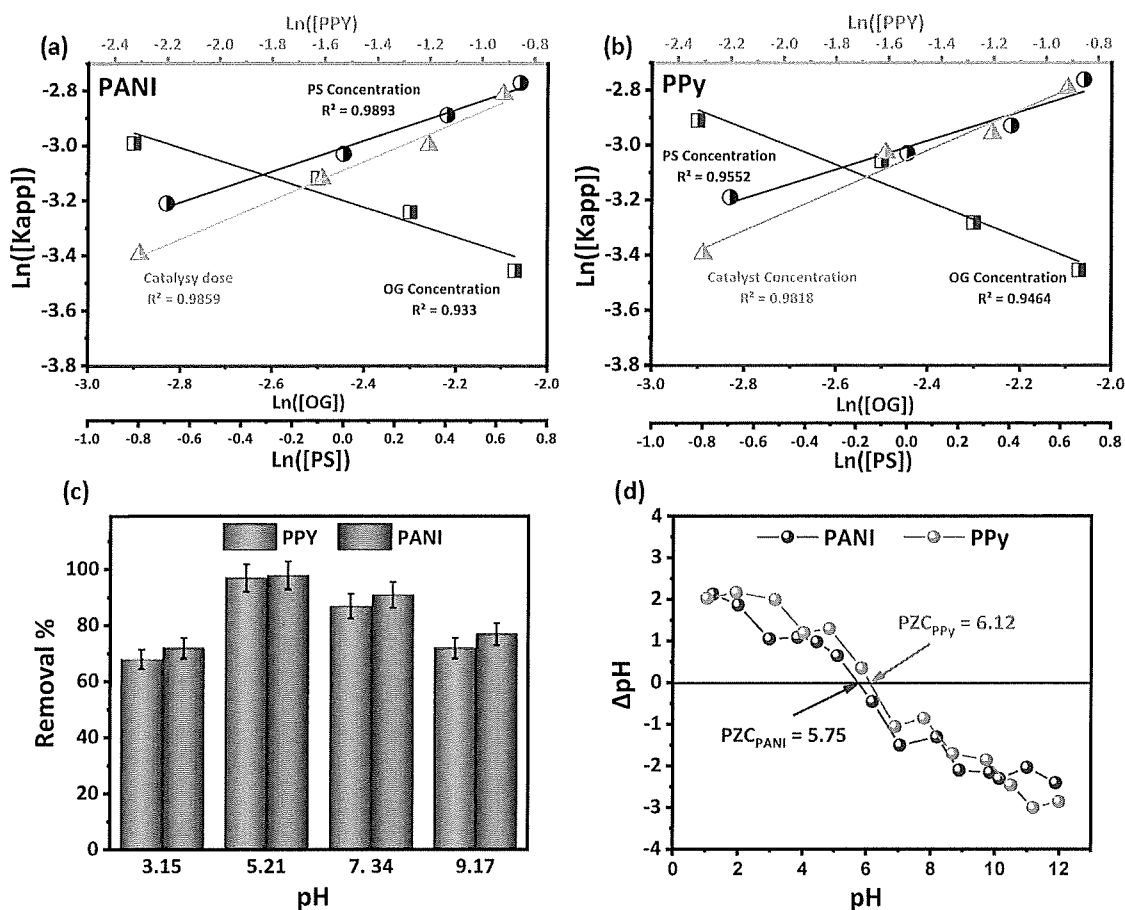 (a)
Ln([PPY])
-2.4 -2.2 -2.0 -1.8 -1.6 -1.4 -1.2 -1.0 -0.8
PANI
PS Concentration
R² = 0.9893
Catalysy dose
R² = 0.9859
OG Concentration
R² = 0.933
Ln([Kapp])
-2.8
-3.0
-3.2
-3.4
-3.6
-3.8
-3.0 -2.8 -2.6 -2.4 -2.2 -2.0
Ln([OG])
-1.0 -0.8 -0.6 -0.4 -0.2 0.0 0.2 0.4 0.6 0.8
Ln([PS])
(b)
Ln([PPY])
-2.4 -2.2 -2.0 -1.8 -1.6 -1.4 -1.2 -1.0 -0.8
PPy
PS Concentration
R² = 0.9552
Catalyst Concentration
R² = 0.9818
OG Concentration
R² = 0.9464
Ln([Kapp])
-2.8
-3.0
-3.2
-3.4
-3.6
-3.8
-3.0 -2.8 -2.6 -2.4 -2.2 -2.0
Ln([OG])
-1.0 -0.8 -0.6 -0.4 -0.2 0.0 0.2 0.4 0.6 0.8
Ln([PS])
(c)
PPY PANI
Removal %
100
80
60
40
20
0
3.15 5.21 7. 34 9.17
pH
(d)
PANI PPy
PZCPPy = 6.12
PZCPANI = 5.75
ΔpH
4
3
2
1
0
-1
-2
-3
-4
0 2 4 6 8 10 12
pH